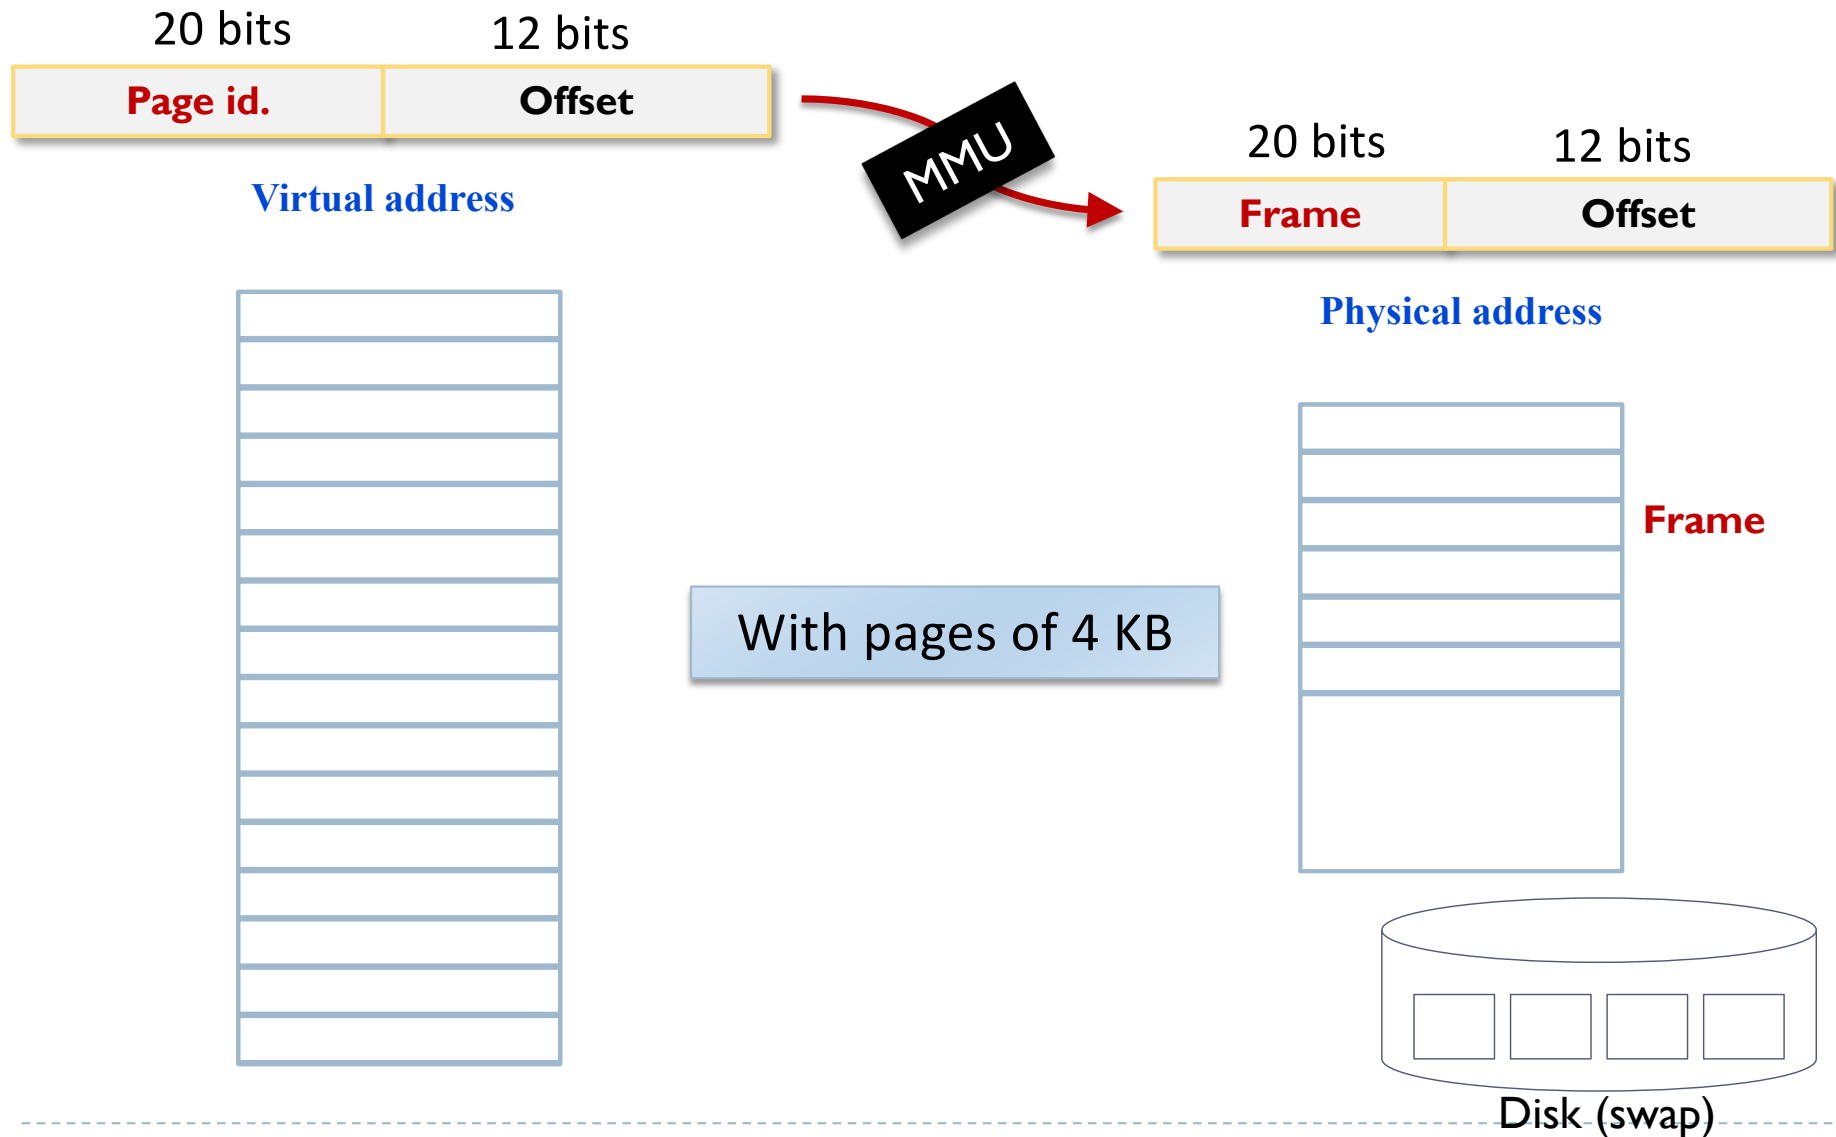 20 bits
12 bits
Page id.
Offset
Virtual address
MMU
20 bits
12 bits
Frame
Offset
Physical address
Frame
With pages of 4 KB
Disk (swap)